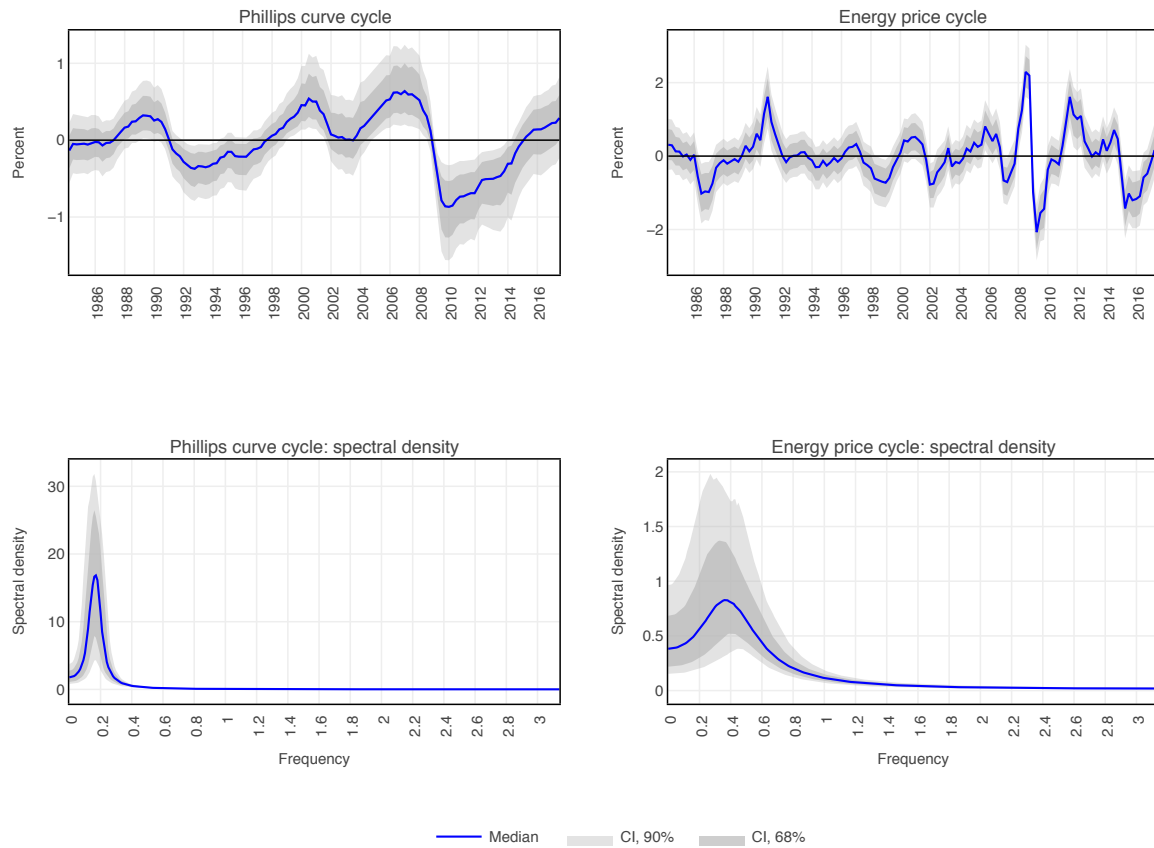 Phillips curve cycle
Energy price cycle
Percent
1
0
−1
1986 1988 1990 1992 1994 1996 1998 2000 2002 2004 2006 2008 2010 2012 2014 2016
Percent
2
0
−2
1986 1988 1990 1992 1994 1996 1998 2000 2002 2004 2006 2008 2010 2012 2014 2016
Phillips curve cycle: spectral density
Energy price cycle: spectral density
Spectral density
30
20
10
0
0 0.2 0.4 0.6 0.8 1 1.2 1.4 1.6 1.8 2 2.2 2.4 2.6 2.8 3
Frequency
Spectral density
2
1.5
1
0.5
0
0 0.2 0.4 0.6 0.8 1 1.2 1.4 1.6 1.8 2 2.2 2.4 2.6 2.8 3
Frequency
Median CI, 90% CI, 68%